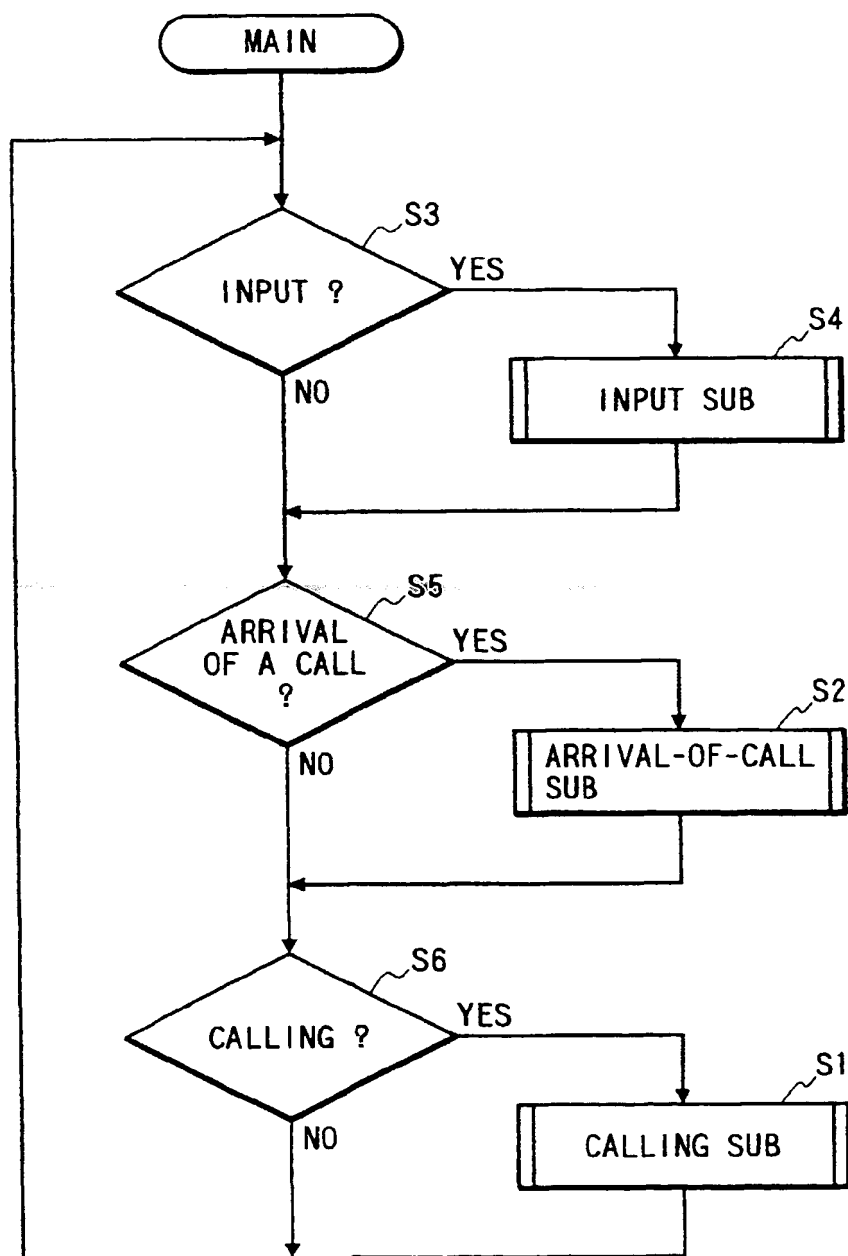 MAIN
S3
INPUT ?
YES
NO
S4
INPUT SUB
S5
ARRIVAL
OF A CALL
?
YES
NO
S2
ARRIVAL-OF-CALL
SUB
S6
CALLING ?
YES
NO
S1
CALLING SUB